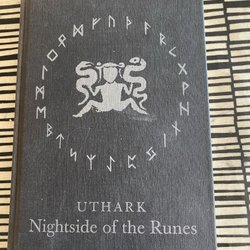 UTHARK
Nightside of the Runes